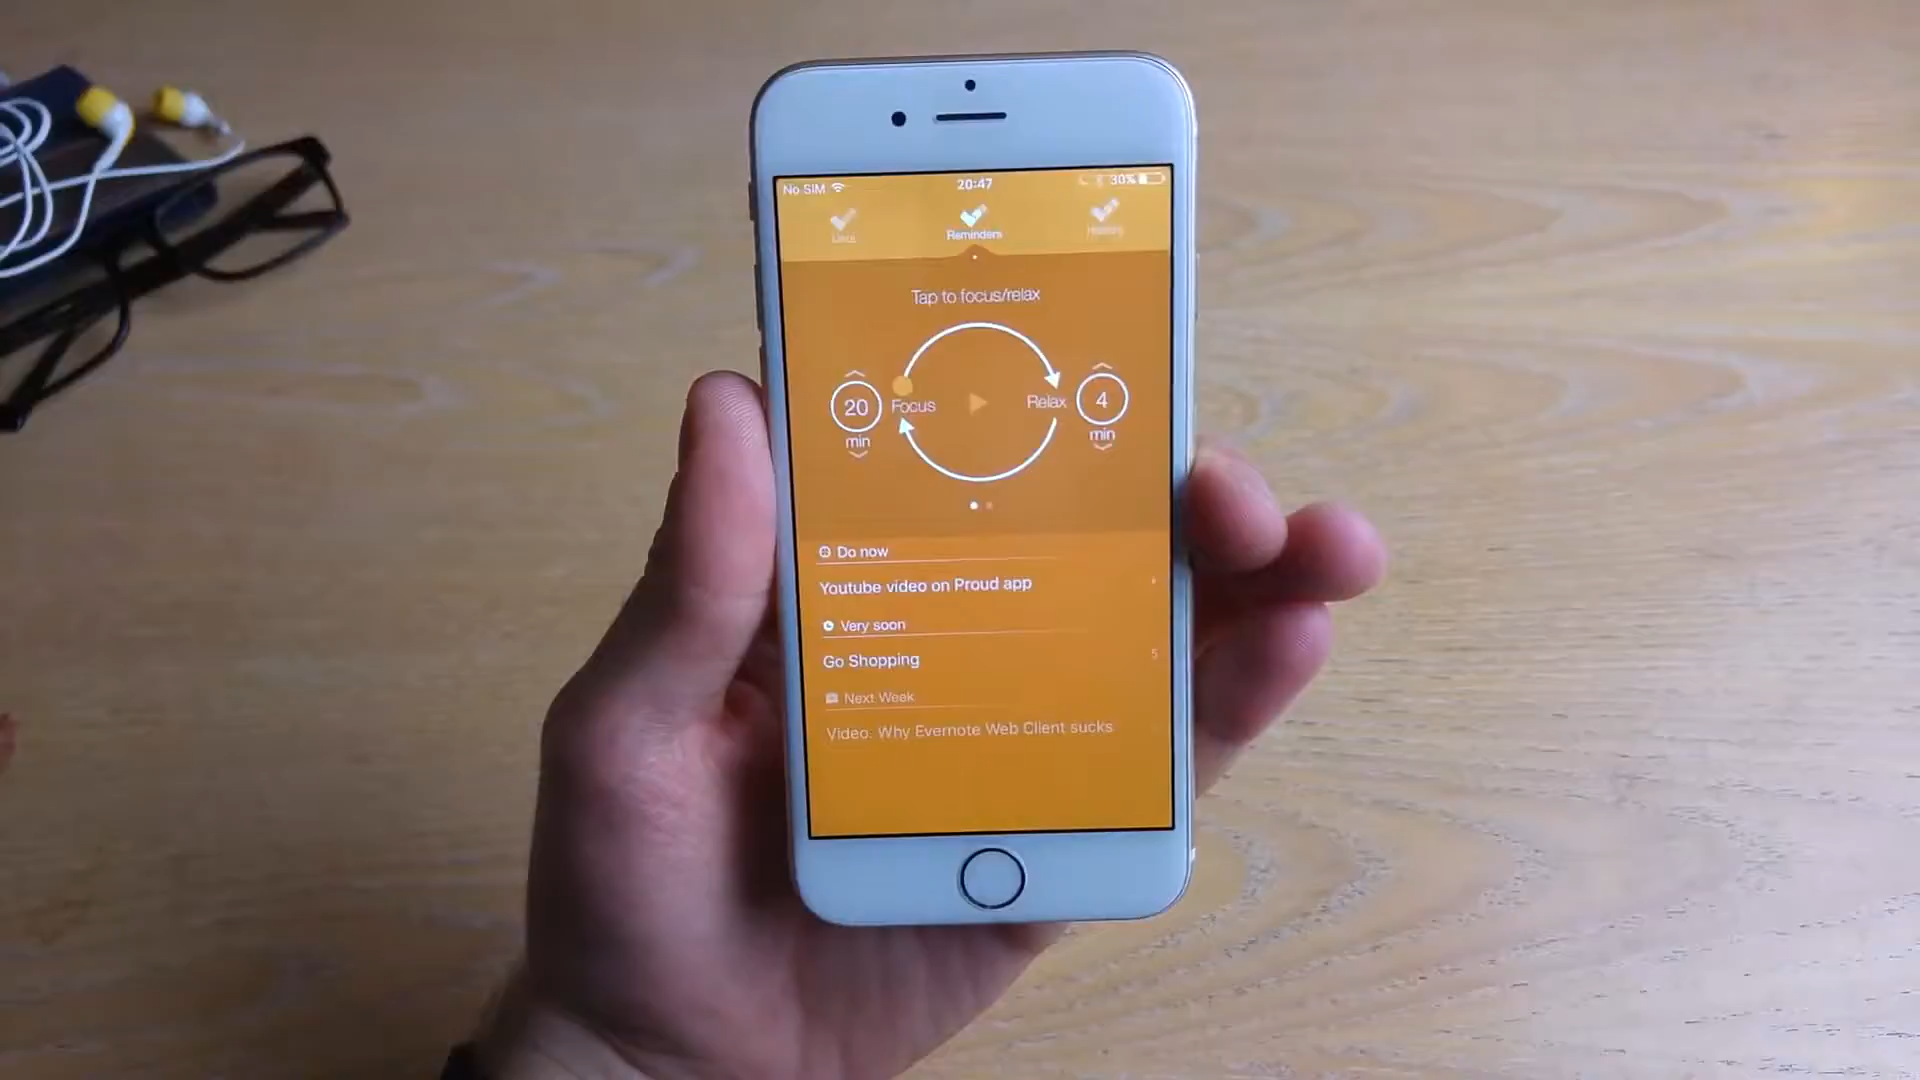 No SIM 20:47 30%
Reminders
Tap to focus/relax
20 Focus Relax 4
min min
Do now
Youtube video on Proud app
Very soon
Go Shopping 5
Next Week
Video. Why Evernote Web Client sucks